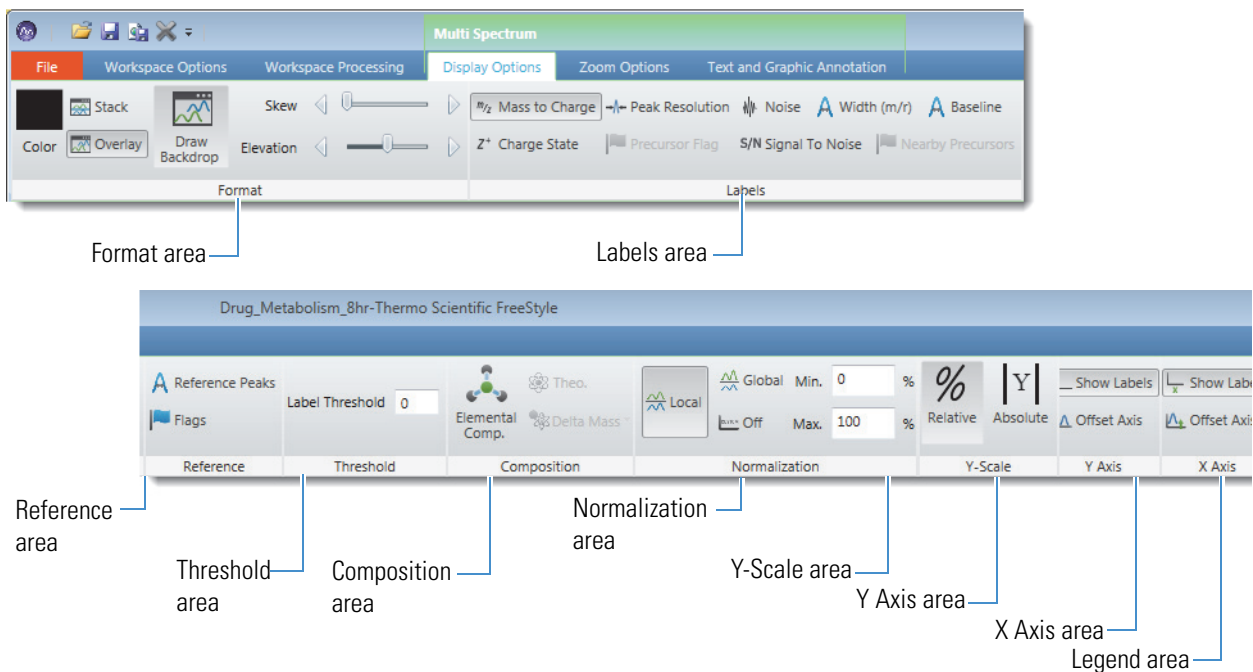 Multi Spectrum
File Workspace Options Workspace Processing Display Options Zoom Options Text and Graphic Annotation
Stack Skew m/z Mass to Charge Peak Resolution Noise Width (m/r) Baseline
Color Overlay Draw Backdrop Elevation Z+ Charge State Precursor Flag S/N Signal To Noise Nearby Precursors
Format Labels
Format area Labels area
Drug_Metabolism_8hr-Thermo Scientific FreeStyle
Reference Peaks Theo. Global Min. 0 % % |Y| Show Labels Show Labe
Label Threshold 0 Local
Flags Elemental Comp. Delta Mass Off Max. 100 % Relative Absolute Offset Axis Offset Axis
Reference Threshold Composition Normalization Y-Scale Y Axis X Axis
Reference area
Normalization area
Threshold area
Composition area
Y-Scale area
Y Axis area
X Axis area
Legend area